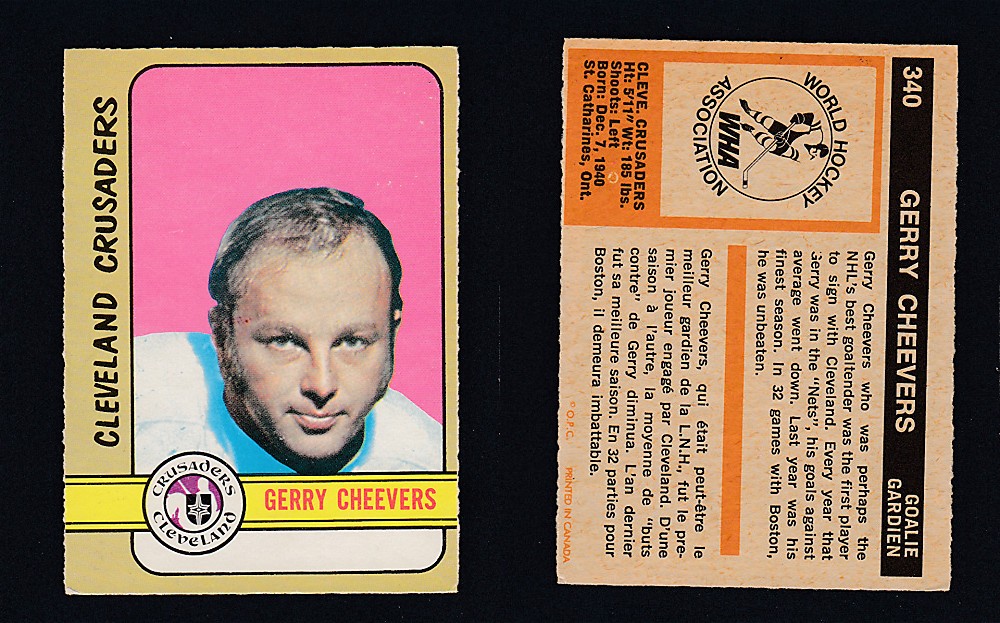 CLEVELAND CRUSADERS
CRUSADERS
CLEVELAND
GERRY CHEEVERS
340
GERRY CHEEVERS
GOALIE
GARDIEN
WORLD HOCKEY
ASSOCIATION
WHA
CLEVE. CRUSADERS
Ht: 5'11" Wt: 185 lbs.
Shoots: Left
Born: Dec. 7, 1940
St. Catharines, Ont.
Gerry Cheevers who was perhaps the
NHL's best goaltender was the first player
to sign with Cleveland. Every year that
Gerry was in the "Nets", his goals against
average went down. Last year was his
finest season. In 32 games with Boston,
he was unbeaten.
Gerry Cheevers, qui était peut-être le
meilleur gardien de la L.N.H., fut le pre-
mier joueur engagé par Cleveland. D'une
saison à l'autre, la moyenne de "buts
contre" de Gerry diminua. L'an dernier
fut sa meilleure saison. En 32 parties pour
Boston, il demeura imbattable.
© O.P.C. PRINTED IN CANADA